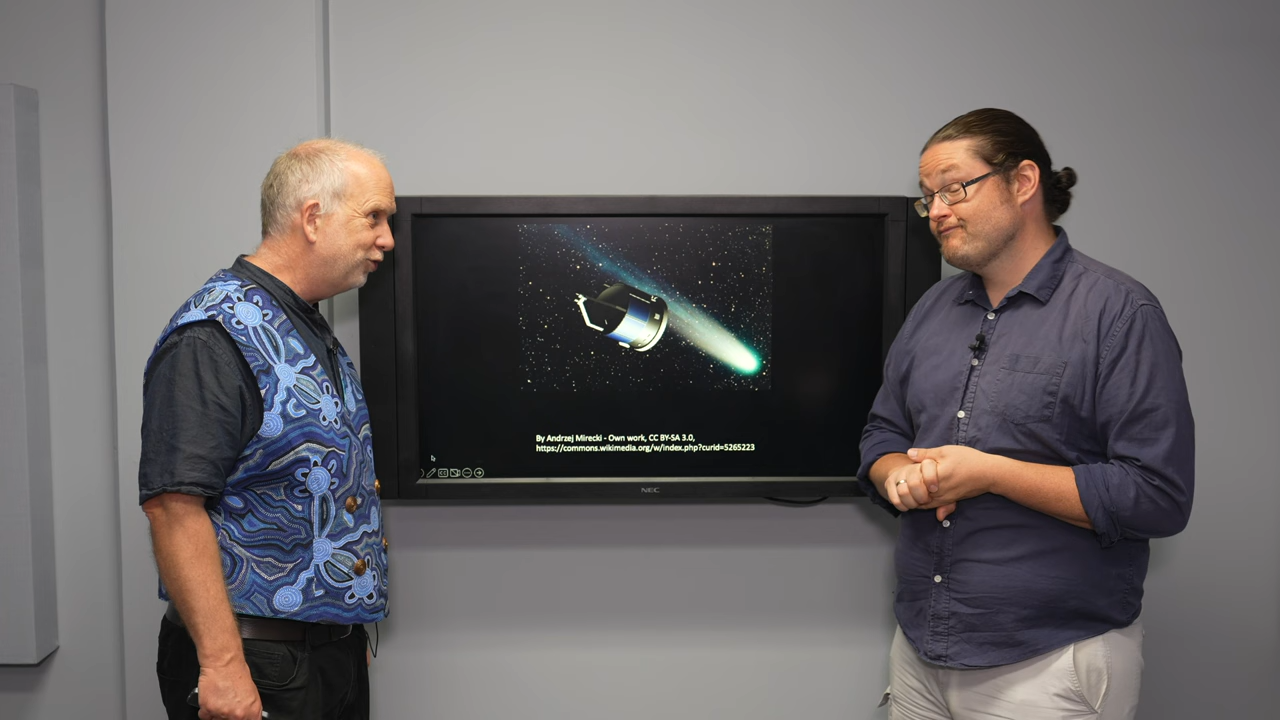 By Andrzej Mirecki - Own work, CC BY-SA 3.0,
https://commons.wikimedia.org/w/index.php?curid=5265223
NEC